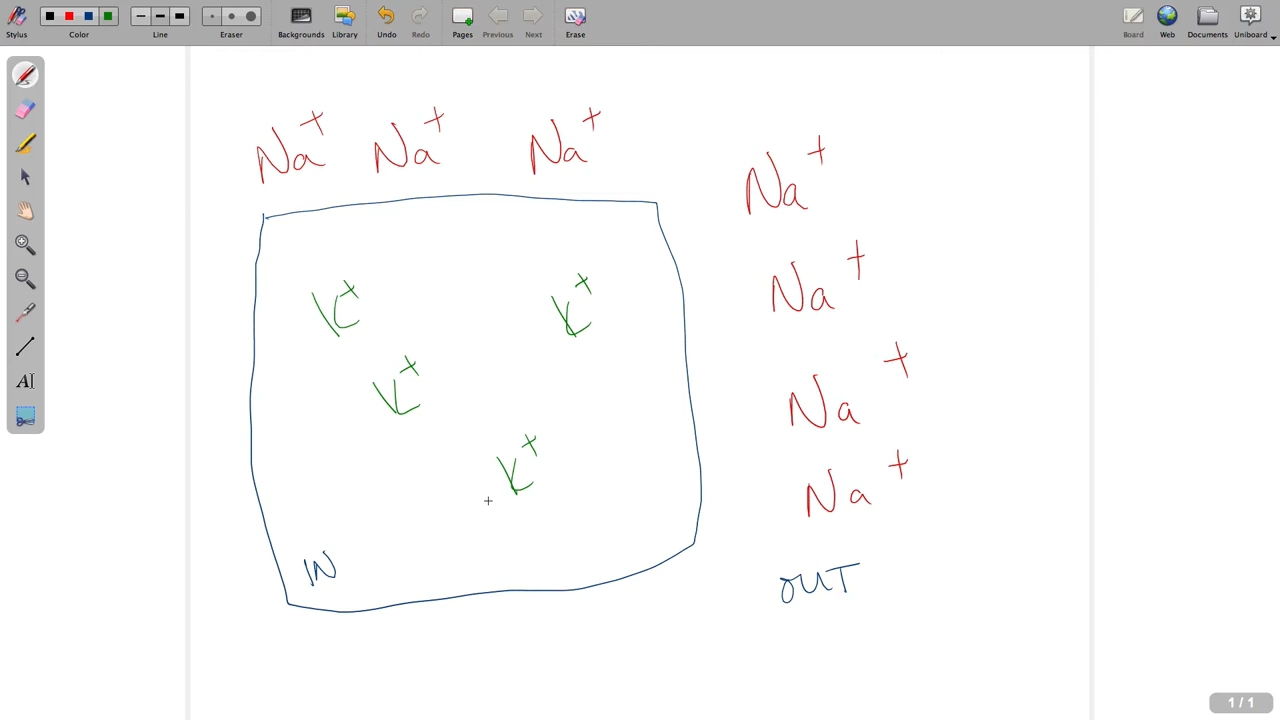 Stylus Color Line Eraser Backgrounds Library Undo Redo Pages Previous Next Erase Board Web Documents Uniboard
Na+ Na+ Na+
Na+
Na+
K+ K+
K+
Na+
K+
Na+
IN
OUT
A
1 / 1